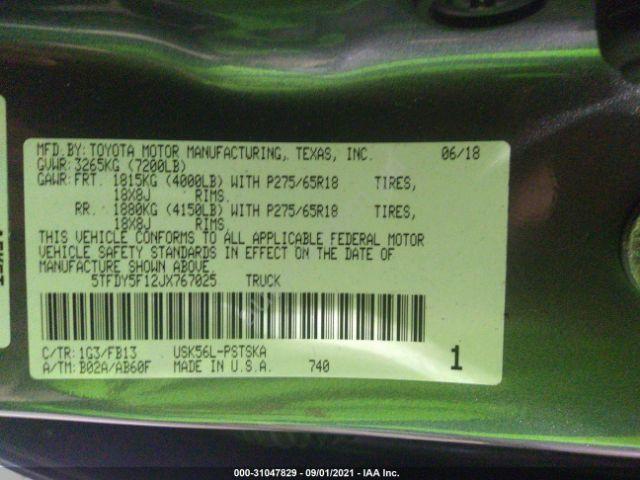 MFD. BY: TOYOTA MOTOR MANUFACTURING, TEXAS, INC. 06/18
GVWR: 3265KG (7200LB)
GAWR: FRT. 1815KG (4000LB) WITH P275/65R18 TIRES,
18X8J RIMS.
RR. 1880KG (4150LB) WITH P275/65R18 TIRES,
18X8J RIMS
THIS VEHICLE CONFORMS TO ALL APPLICABLE FEDERAL MOTOR
VEHICLE SAFETY STANDARDS IN EFFECT ON THE DATE OF
MANUFACTURE SHOWN ABOVE.
5TFDY5F12JX767025 TRUCK
C/TR: 1G3/FB13 USK56L-PSTSKA
A/TM: B02A/AB60F MADE IN U.S.A. 740 1
000-31047829 - 09/01/2021 - IAA Inc.